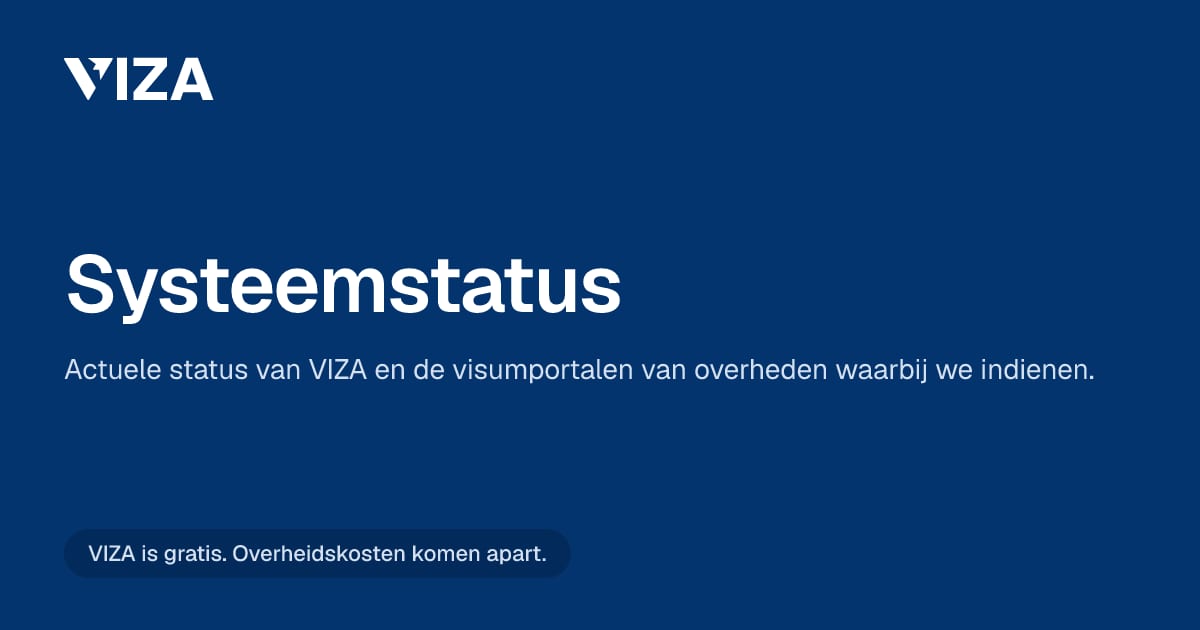 VIZA
Systeemstatus
Actuele status van VIZA en de visumportalen van overheden waarbij we indienen.
VIZA is gratis. Overheidskosten komen apart.